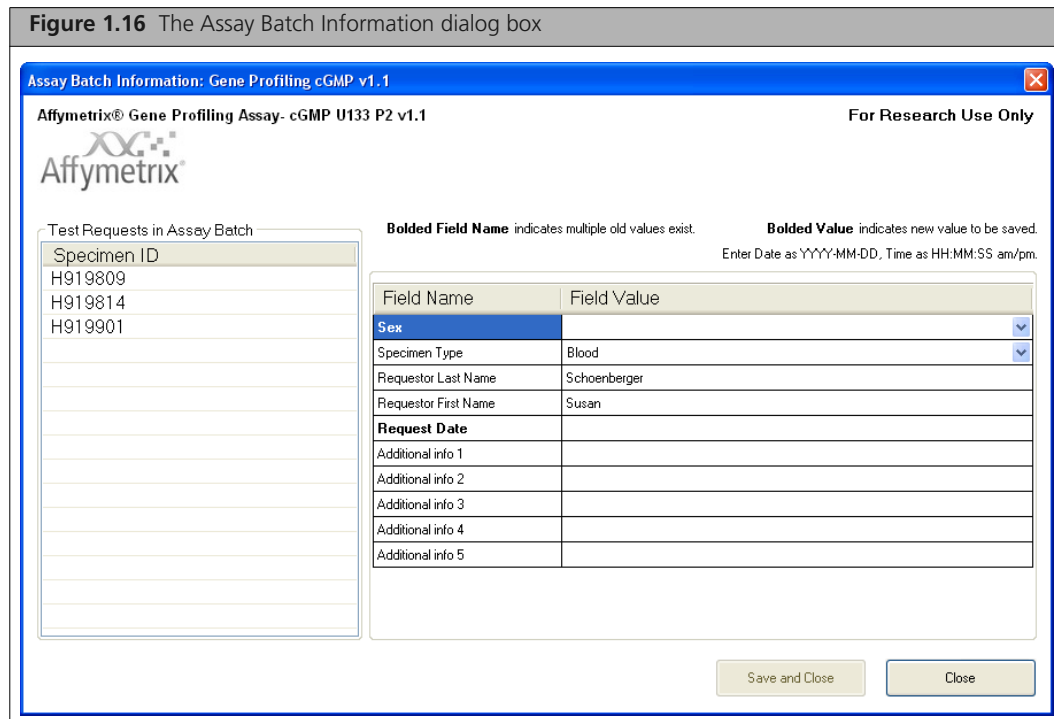 Figure 1.16 The Assay Batch Information dialog box
Assay Batch Information: Gene Profiling cGMP v1.1
Affymetrix® Gene Profiling Assay- cGMP U133 P2 v1.1
For Research Use Only
Affymetrix®
Test Requests in Assay Batch
Specimen ID
H919809
H919814
H919901
Bolded Field Name indicates multiple old values exist.
Bolded Value indicates new value to be saved.
Enter Date as YYYY-MM-DD, Time as HH:MM:SS am/pm.
Field Name Field Value
Sex
Specimen Type Blood
Requestor Last Name Schoenberger
Requestor First Name Susan
Request Date
Additional info 1
Additional info 2
Additional info 3
Additional info 4
Additional info 5
Save and Close
Close